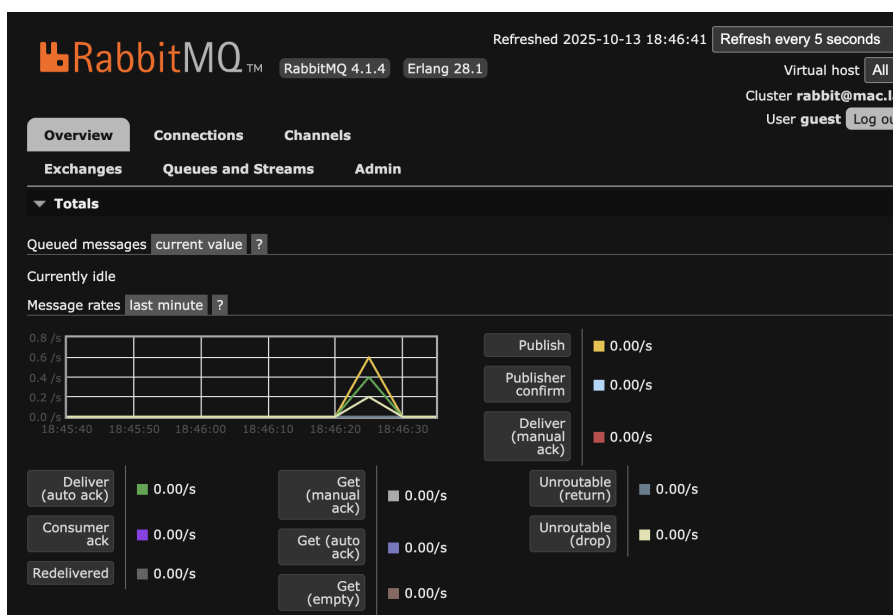 Refreshed 2025-10-13 18:46:41 Refresh every 5 seconds
RabbitMQ TM RabbitMQ 4.1.4 Erlang 28.1
Virtual host All
Cluster rabbit@mac.l
User guest Log ou
Overview Connections Channels
Exchanges Queues and Streams Admin
Totals
Queued messages current value ?
Currently idle
Message rates last minute ?
0.8 /s
0.6 /s
0.4 /s
0.2 /s
0.0 /s
18:45:40 18:45:50 18:46:00 18:46:10 18:46:20 18:46:30
Publish 0.00/s
Publisher
confirm 0.00/s
Deliver
(manual 0.00/s
ack)
Deliver
(auto ack) 0.00/s
Consumer
ack 0.00/s
Redelivered 0.00/s
Get
(manual 0.00/s
ack)
Get (auto
ack) 0.00/s
Get
(empty) 0.00/s
Unroutable
(return) 0.00/s
Unroutable
(drop) 0.00/s